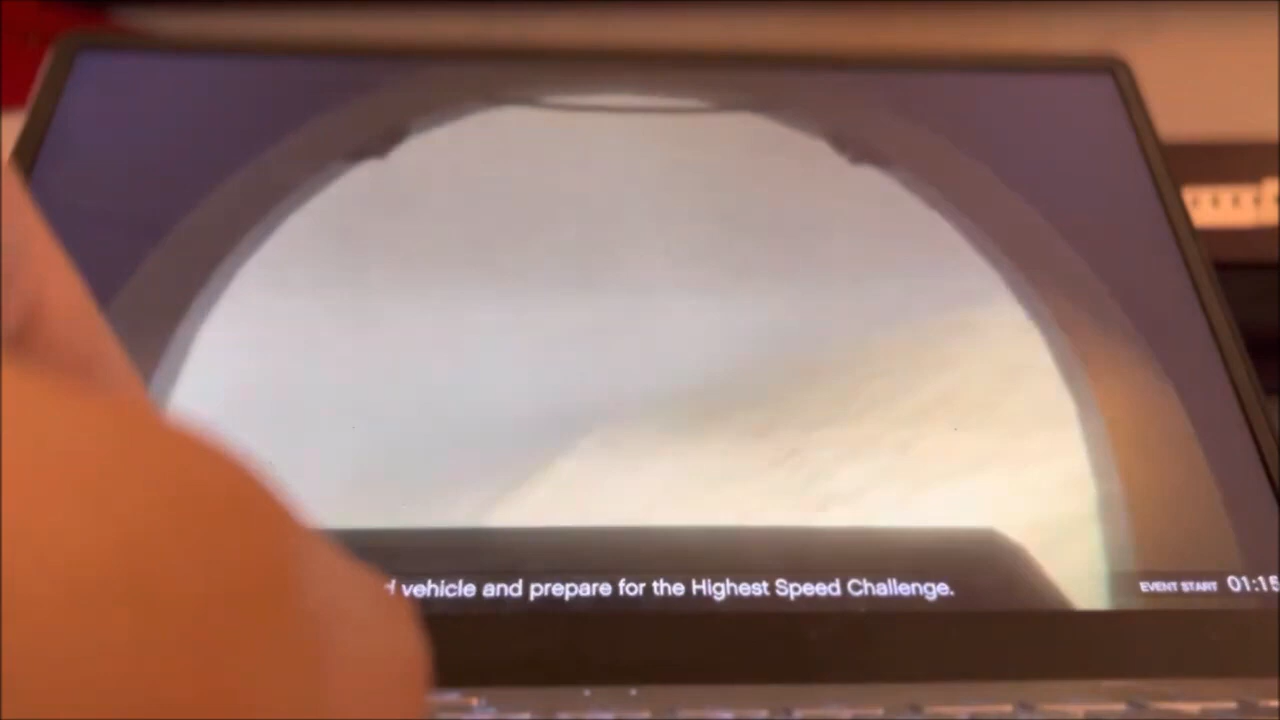 vehicle and prepare for the Highest Speed Challenge.
EVENT START 01:15